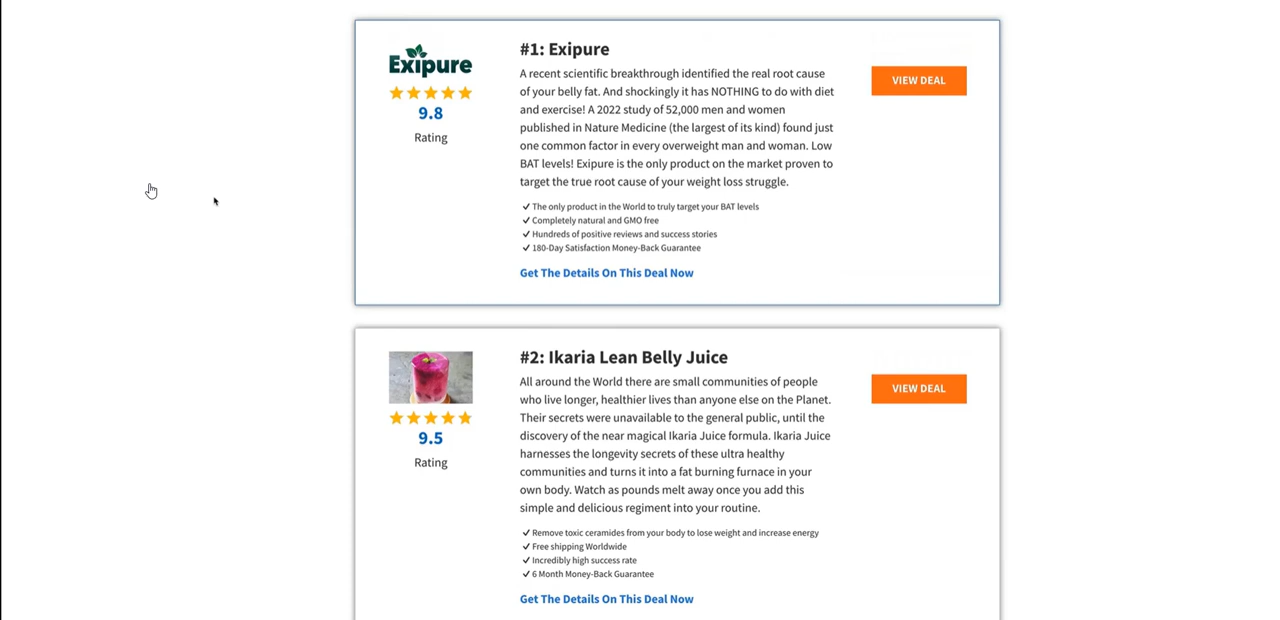 Exipure
9.8
Rating
#1: Exipure
A recent scientific breakthrough identified the real root cause
of your belly fat. And shockingly it has NOTHING to do with diet
and exercise! A 2022 study of 52,000 men and women
published in Nature Medicine (the largest of its kind) found just
one common factor in every overweight man and woman. Low
BAT levels! Exipure is the only product on the market proven to
target the true root cause of your weight loss struggle.
✓ The only product in the World to truly target your BAT levels
✓ Completely natural and GMO free
✓ Hundreds of positive reviews and success stories
✓ 180-Day Satisfaction Money-Back Guarantee
Get The Details On This Deal Now
VIEW DEAL
9.5
Rating
#2: Ikaria Lean Belly Juice
All around the World there are small communities of people
who live longer, healthier lives than anyone else on the Planet.
Their secrets were unavailable to the general public, until the
discovery of the near magical Ikaria Juice formula. Ikaria Juice
harnesses the longevity secrets of these ultra healthy
communities and turns it into a fat burning furnace in your
own body. Watch as pounds melt away once you add this
simple and delicious regiment into your routine.
✓ Remove toxic ceramides from your body to lose weight and increase energy
✓ Free shipping Worldwide
✓ Incredibly high success rate
✓ 6 Month Money-Back Guarantee
Get The Details On This Deal Now
VIEW DEAL